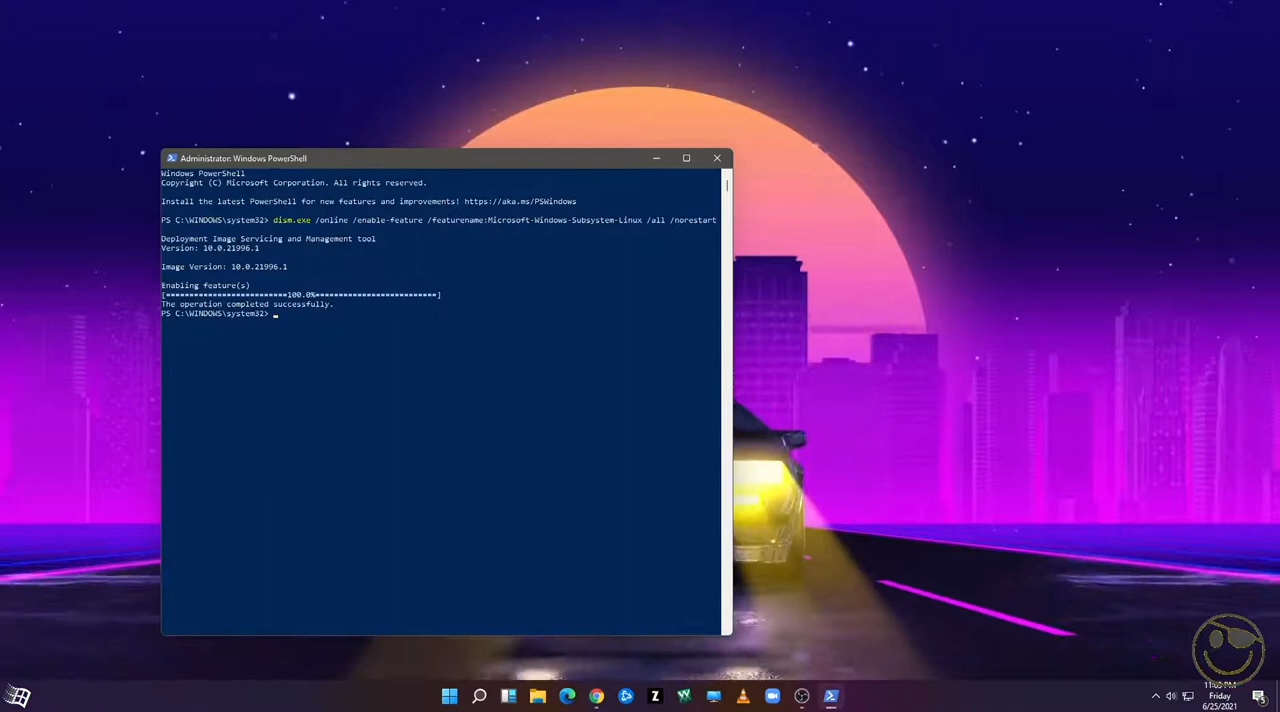 Administrator: Windows PowerShell
Windows PowerShell
Copyright (C) Microsoft Corporation. All rights reserved.
Install the latest PowerShell for new features and improvements! https://aka.ms/PSWindows
PS C:\WINDOWS\system32> dism.exe /online /enable-feature /featurename:Microsoft-Windows-Subsystem-Linux /all /norestart
Deployment Image Servicing and Management tool
Version: 10.0.21996.1
Image Version: 10.0.21996.1
Enabling feature(s)
[==========================100.0%==========================]
The operation completed successfully.
PS C:\WINDOWS\system32>
Z
W
PM
Friday
6/25/2021